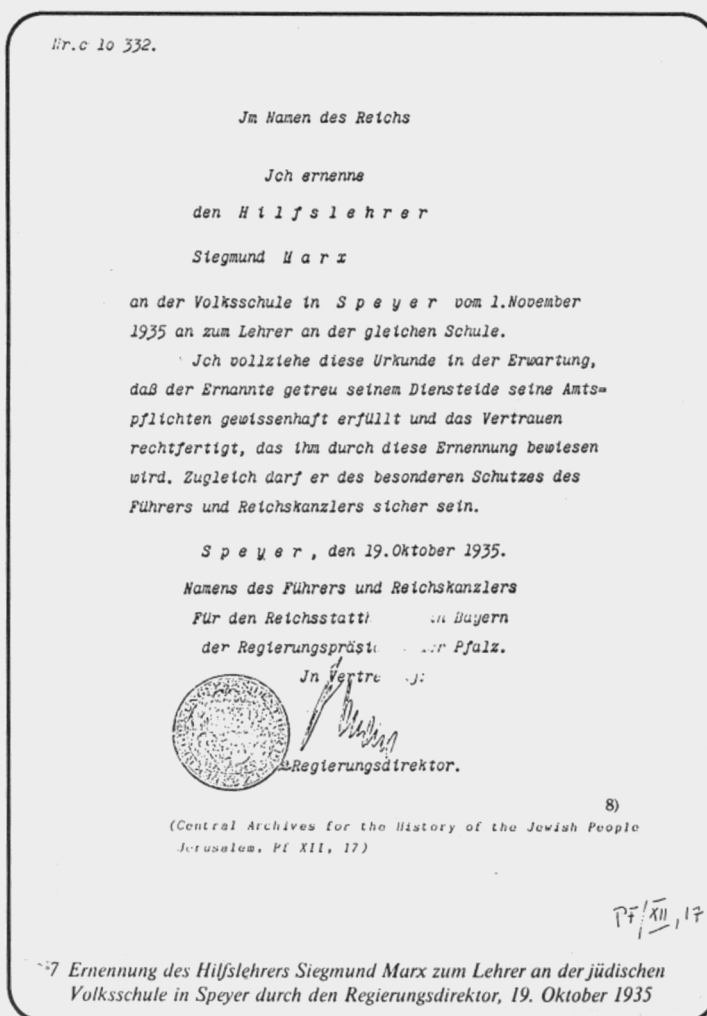 Nr.c lo 332.
Jm Namen des Reichs
Jch ernenne
den H i l f s l e h r e r
Siegmund M a r x
an der Volksschule in S p e y e r vom 1.November
1935 an zum Lehrer an der gleichen Schule.
Jch vollziehe diese Urkunde in der Erwartung,
daß der Ernannte getreu seinem Diensteide seine Amts=
pflichten gewissenhaft erfüllt und das Vertrauen
rechtfertigt, das ihm durch diese Ernennung bewiesen
wird. Zugleich darf er des besonderen Schutzes des
Führers und Reichskanzlers sicher sein.
S p e y e r , den 19.Oktober 1935.
Namens des Führers und Reichskanzlers
Für den in Bayern
der Pfalz.
Jn
Regierungsdirektor.
8)
(Central Archives for the History of the Jewish People
Jerusalem, Pf XII, 17)
Pf/XII, 17
7 Ernennung des Hilfslehrers Siegmund Marx zum Lehrer an der jüdischen
Volksschule in Speyer durch den Regierungsdirektor, 19. Oktober 1935